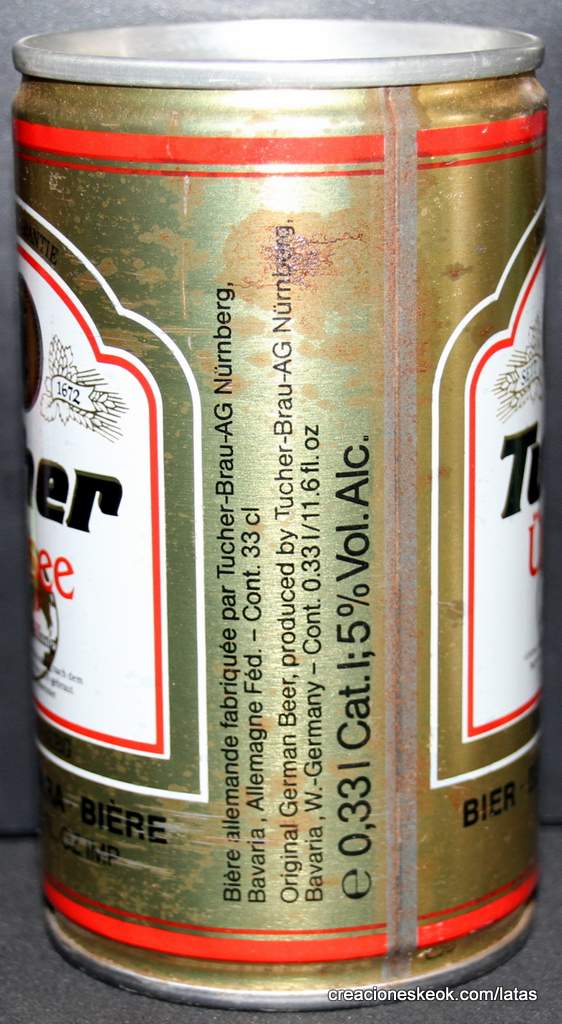 1672
Bière allemande fabriquée par Tucher-Brau-AG Nürnberg,
Bavaria, Allemagne Féd. – Cont. 33 cl
Original German Beer, produced by Tucher-Brau-AG Nürnberg,
Bavaria, W.-Germany – Cont. 0.33 l/11.6 fl. oz
e 0,33 l Cat. I; 5% Vol. Alc.
BIÈRE
BIER
creacioneskeok.com/latas